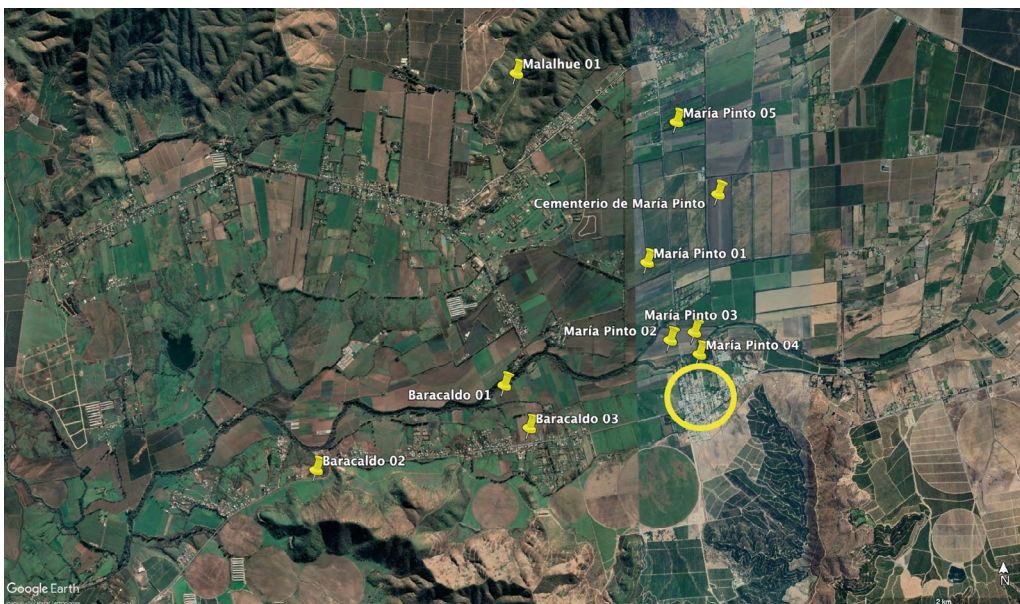 Malalhue 01
María Pinto 05
Cementerio de María Pinto
María Pinto 01
María Pinto 03
María Pinto 02
María Pinto 04
Baracaldo 01
Baracaldo 03
Baracaldo 02
Google Earth
N
1
2 km